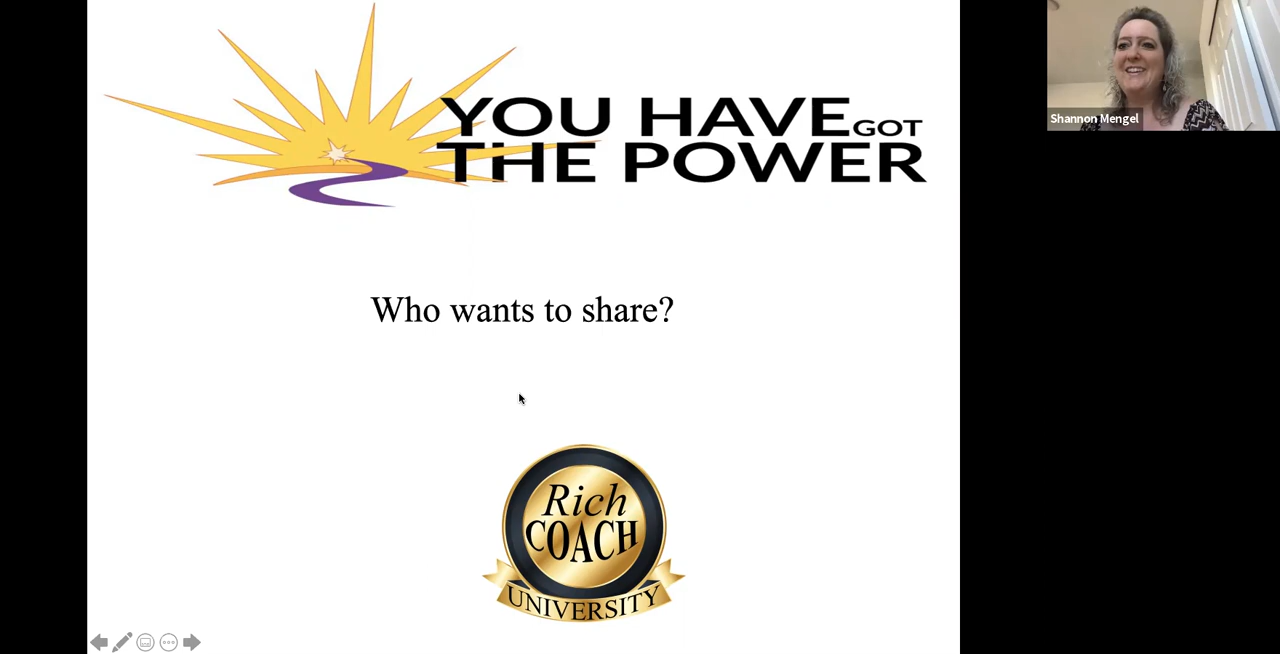 YOU HAVE GOT
THE POWER
Shannon Mengel
Who wants to share?
Rich
COACH
UNIVERSITY